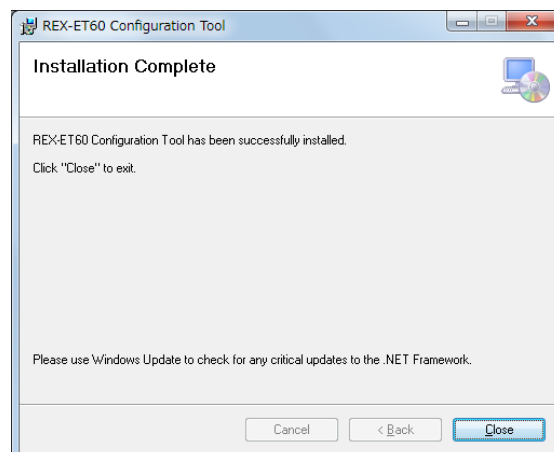 REX-ET60 Configuration Tool
Installation Complete
REX-ET60 Configuration Tool has been successfully installed.
Click "Close" to exit.
Please use Windows Update to check for any critical updates to the .NET Framework.
Cancel < Back Close